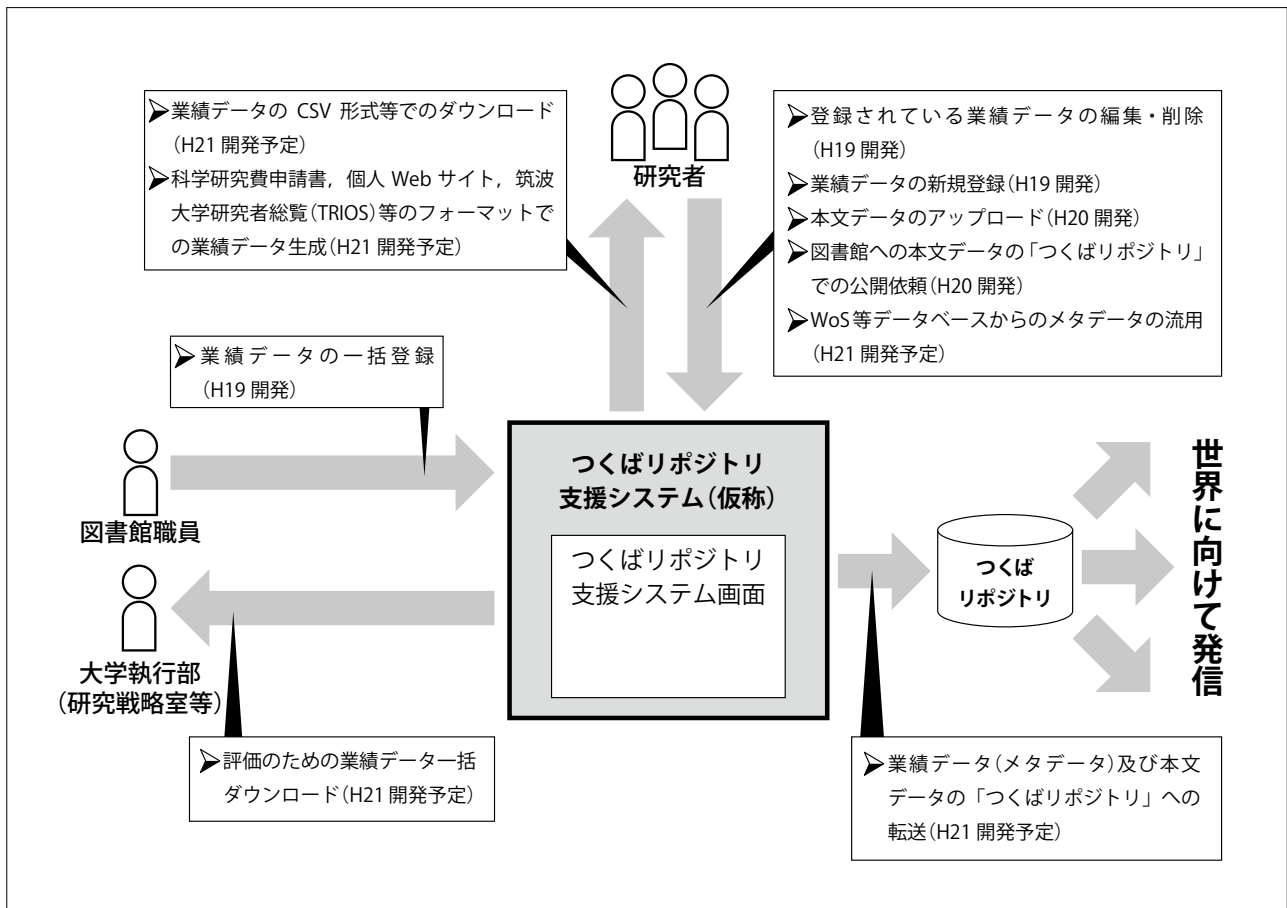 ➢業績データの CSV 形式等でのダウンロード
(H21 開発予定)
➢科学研究費申請書，個人 Web サイト，筑波
大学研究者総覧(TRIOS)等のフォーマットで
の業績データ生成(H21 開発予定)
研究者
➢登録されている業績データの編集・削除
(H19 開発)
➢業績データの新規登録(H19 開発)
➢本文データのアップロード(H20 開発)
➢図書館への本文データの「つくばリポジトリ」
での公開依頼(H20 開発)
➢WoS等データベースからのメタデータの流用
(H21 開発予定)
➢業績データの一括登録
(H19 開発)
図書館職員
つくばリポジトリ
支援システム(仮称)
つくばリポジトリ
支援システム画面
つくば
リポジトリ
世界に向けて発信
大学執行部
(研究戦略室等)
➢評価のための業績データ一括
ダウンロード(H21 開発予定)
➢業績データ(メタデータ)及び本文
データの「つくばリポジトリ」への
転送(H21 開発予定)